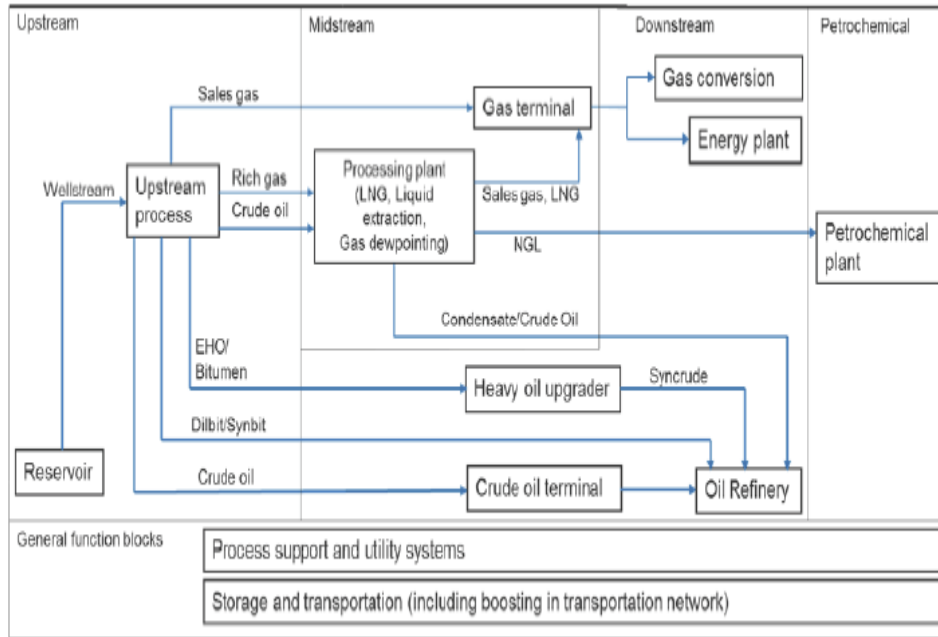 Upstream
Midstream
Downstream
Petrochemical
Sales gas
Gas terminal
Gas conversion
Energy plant
Wellstream
Upstream
process
Rich gas
Crude oil
Processing plant
(LNG, Liquid
extraction,
Gas dewpointing)
Sales gas, LNG
NGL
Petrochemical
plant
Condensate/Crude Oil
EHO/
Bitumen
Heavy oil upgrader
Syncrude
Dilbit/Synbit
Reservoir
Crude oil
Crude oil terminal
Oil Refinery
General function blocks
Process support and utility systems
Storage and transportation (including boosting in transportation network)